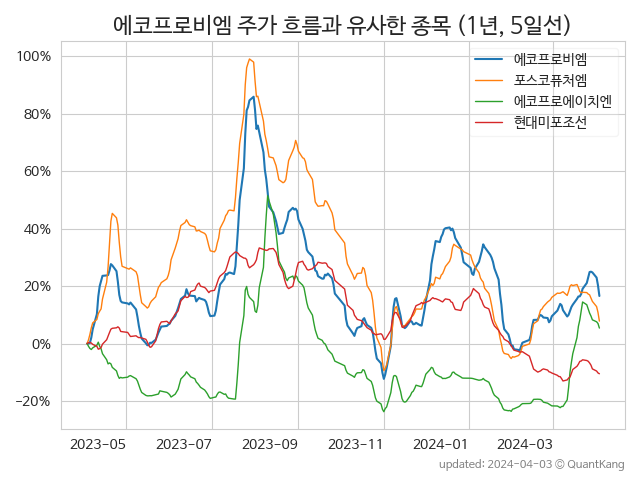 에코프로비엠 주가 흐름과 유사한 종목 (1년, 5일선)
100%
80%
60%
40%
20%
0%
−20%
에코프로비엠
포스코퓨처엠
에코프로에이치엔
현대미포조선
2023-05 2023-07 2023-09 2023-11 2024-01 2024-03
updated: 2024-04-03 © QuantKang